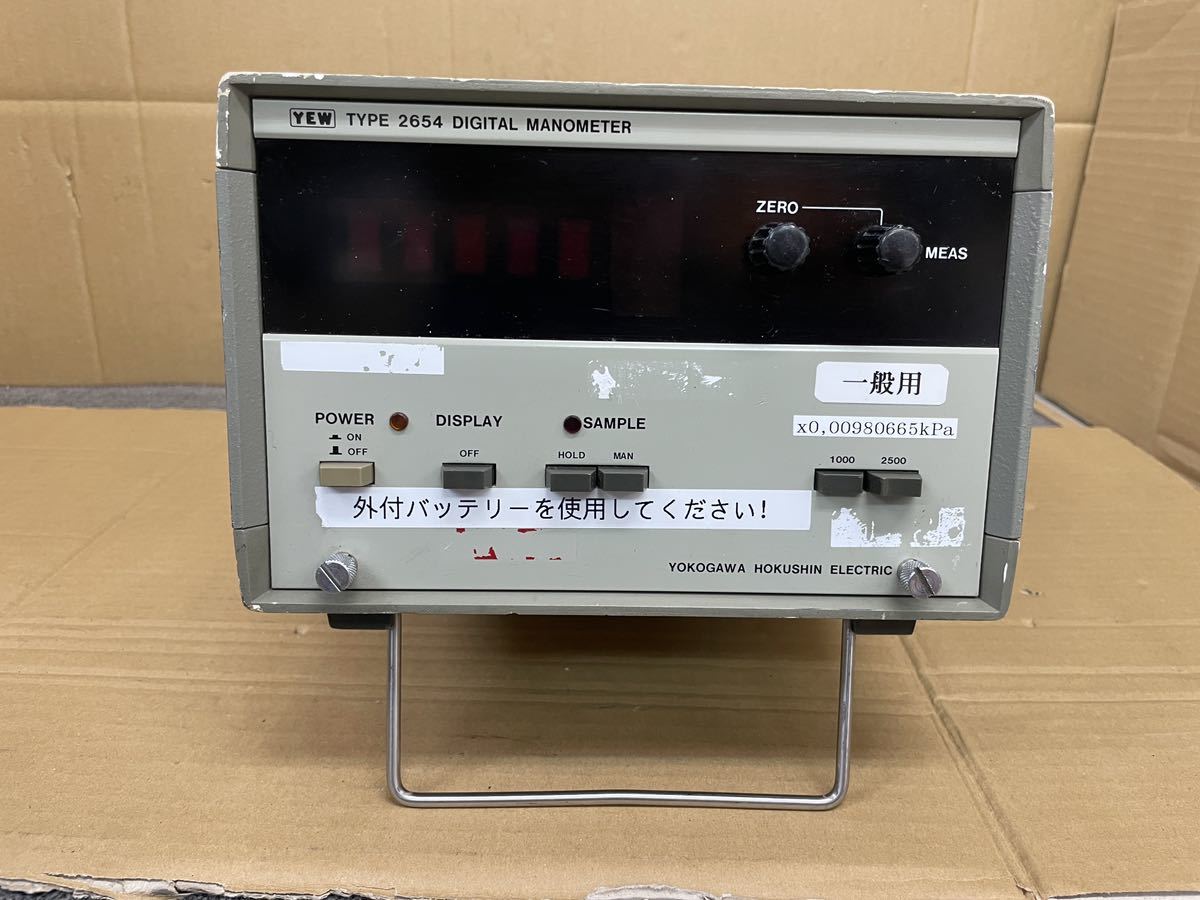 YEW TYPE 2654 DIGITAL MANOMETER
ZERO
MEAS
一般用
x0,00980665kPa
POWER
ON
OFF
DISPLAY
OFF
SAMPLE
HOLD
MAN
1000
2500
外付バッテリーを使用してください!
YOKOGAWA HOKUSHIN ELECTRIC